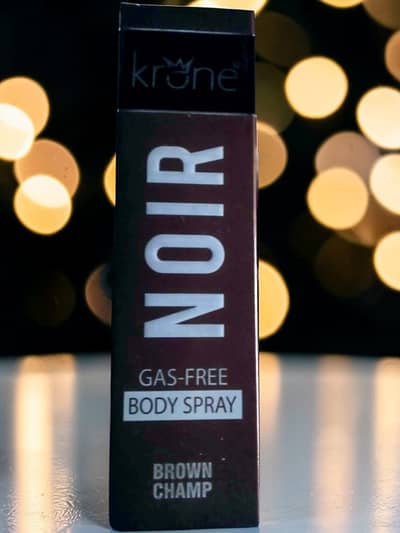 krone
NOIR
GAS-FREE
BODY SPRAY
BROWN
CHAMP